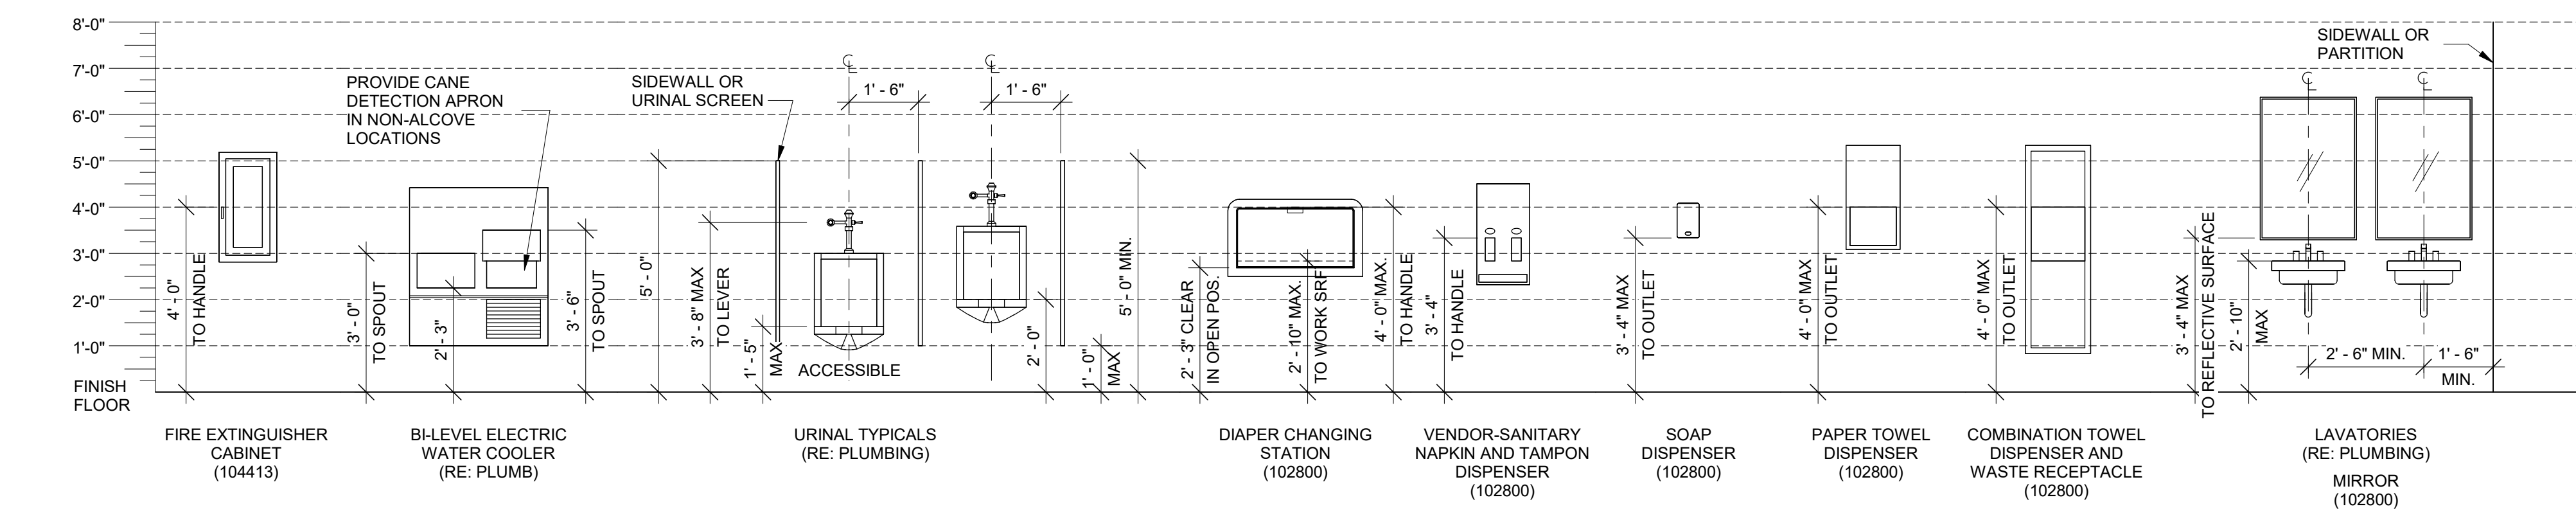 8'-0"
7'-0"
6'-0"
5'-0"
4'-0"
3'-0"
2'-0"
1'-0"
FINISH
FLOOR
4' - 0"
TO HANDLE
FIRE EXTINGUISHER
CABINET
(104413)
PROVIDE CANE
DETECTION APRON
IN NON-ALCOVE
LOCATIONS
3' - 0"
TO SPOUT
2' - 3"
3' - 6"
TO SPOUT
BI-LEVEL ELECTRIC
WATER COOLER
(RE: PLUMB)
SIDEWALL OR
URINAL SCREEN
5' - 0"
3' - 8" MAX
TO LEVER
1' - 5"
MAX
ACCESSIBLE
CL
1' - 6"
CL
1' - 6"
2' - 0"
1' - 0"
MAX
5' - 0" MIN.
URINAL TYPICALS
(RE: PLUMBING)
2' - 3" CLEAR
IN OPEN POS.
2' - 10" MAX.
TO WORK SRF
4' - 0" MAX.
TO HANDLE
DIAPER CHANGING
STATION
(102800)
3' - 4"
TO HANDLE
VENDOR-SANITARY
NAPKIN AND TAMPON
DISPENSER
(102800)
3' - 4" MAX
TO OUTLET
SOAP
DISPENSER
(102800)
4' - 0" MAX
TO OUTLET
PAPER TOWEL
DISPENSER
(102800)
4' - 0" MAX
TO OUTLET
COMBINATION TOWEL
DISPENSER AND
WASTE RECEPTACLE
(102800)
3' - 4" MAX
TO REFLECTIVE SURFACE
2' - 10"
MAX
SIDEWALL OR
PARTITION
CL
CL
2' - 6" MIN.
1' - 6"
MIN.
LAVATORIES
(RE: PLUMBING)
MIRROR
(102800)